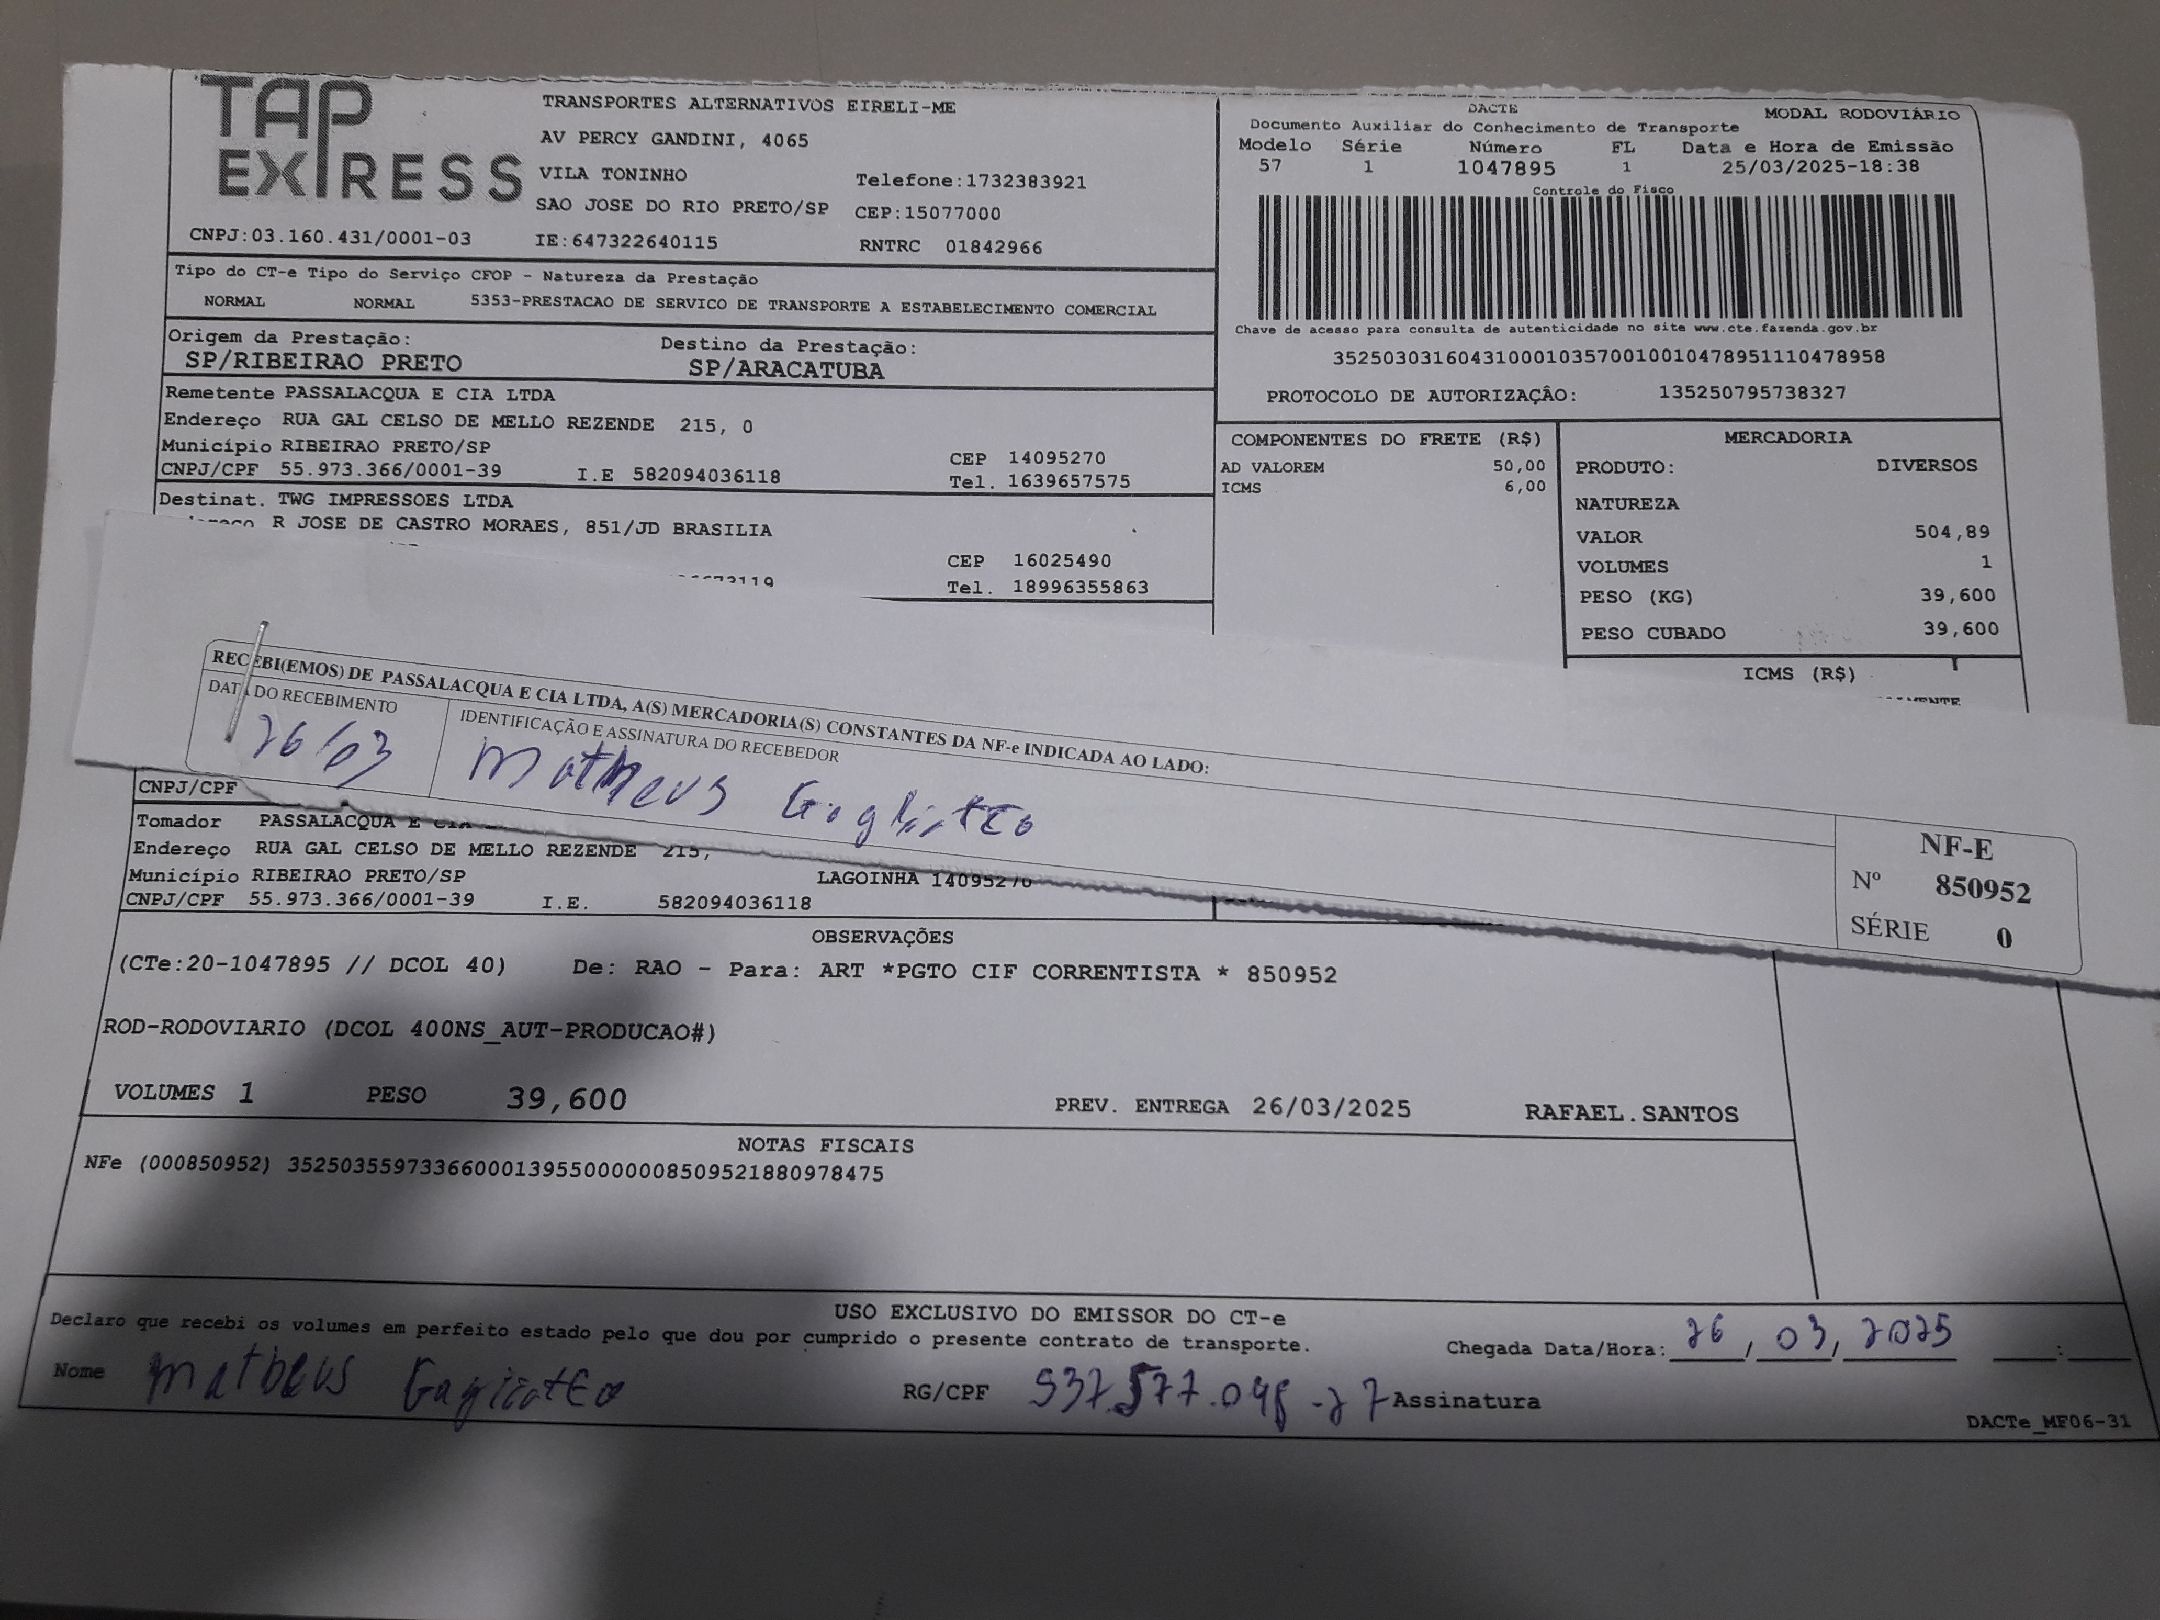 TAP EXPRESS
TRANSPORTES ALTERNATIVOS EIRELI-ME
AV PERCY GANDINI, 4065
VILA TONINHO Telefone:1732383921
SAO JOSE DO RIO PRETO/SP CEP:15077000
CNPJ:03.160.431/0001-03 IE:647322640115 RNTRC 01842966
DACTE MODAL RODOVIÁRIO
Documento Auxiliar do Conhecimento de Transporte
Modelo Série Número FL Data e Hora de Emissão
57 1 1047895 1 25/03/2025-18:38
Controle do Fisco
Chave de acesso para consulta de autenticidade no site www.cte.fazenda.gov.br
35250303160431000103570010010478951110478958
PROTOCOLO DE AUTORIZAÇÂO: 135250795738327
Tipo do CT-e Tipo do Serviço CFOP - Natureza da Prestação
NORMAL NORMAL 5353-PRESTACAO DE SERVICO DE TRANSPORTE A ESTABELECIMENTO COMERCIAL
Origem da Prestação: Destino da Prestação:
SP/RIBEIRAO PRETO SP/ARACATUBA
Remetente PASSALACQUA E CIA LTDA
Endereço RUA GAL CELSO DE MELLO REZENDE 215, 0
Município RIBEIRAO PRETO/SP CEP 14095270
CNPJ/CPF 55.973.366/0001-39 I.E 582094036118 Tel. 1639657575
Destinat. TWG IMPRESSOES LTDA
R JOSE DE CASTRO MORAES, 851/JD BRASILIA
CEP 16025490
Tel. 18996355863
COMPONENTES DO FRETE (R$)
AD VALOREM 50,00
ICMS 6,00
MERCADORIA
PRODUTO: DIVERSOS
NATUREZA
VALOR 504,89
VOLUMES 1
PESO (KG) 39,600
PESO CUBADO 39,600
ICMS (R$)
RECEBI(EMOS) DE PASSALACQUA E CIA LTDA, A(S) MERCADORIA(S) CONSTANTES DA NF-e INDICADA AO LADO:
DATA DO RECEBIMENTO IDENTIFICAÇÃO E ASSINATURA DO RECEBEDOR
26/03 Matheus
NF-E
Nº 850952
SÉRIE 0
CNPJ/CPF
Tomador PASSALACQUA E CIA
Endereço RUA GAL CELSO DE MELLO REZENDE 215,
Município RIBEIRAO PRETO/SP LAGOINHA 14095270
CNPJ/CPF 55.973.366/0001-39 I.E. 582094036118
OBSERVAÇÕES
(CTe:20-1047895 // DCOL 40) De: RAO - Para: ART *PGTO CIF CORRENTISTA * 850952
ROD-RODOVIARIO (DCOL 400NS_AUT-PRODUCAO#)
VOLUMES 1 PESO 39,600 PREV. ENTREGA 26/03/2025 RAFAEL.SANTOS
NOTAS FISCAIS
NFe (000850952) 35250355973366000139550000008509521880978475
USO EXCLUSIVO DO EMISSOR DO CT-e
Declaro que recebi os volumes em perfeito estado pelo que dou por cumprido o presente contrato de transporte. Chegada Data/Hora: 26/03/2025 :
Nome Matheus RG/CPF Assinatura
DACTe_MF06-31